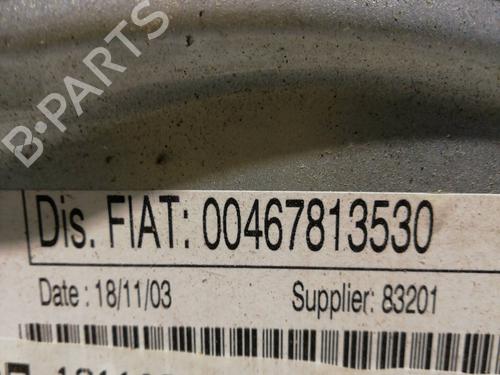 B-PARTS
Dis. FIAT: 00467813530
Date : 18/11/03 Supplier: 83201